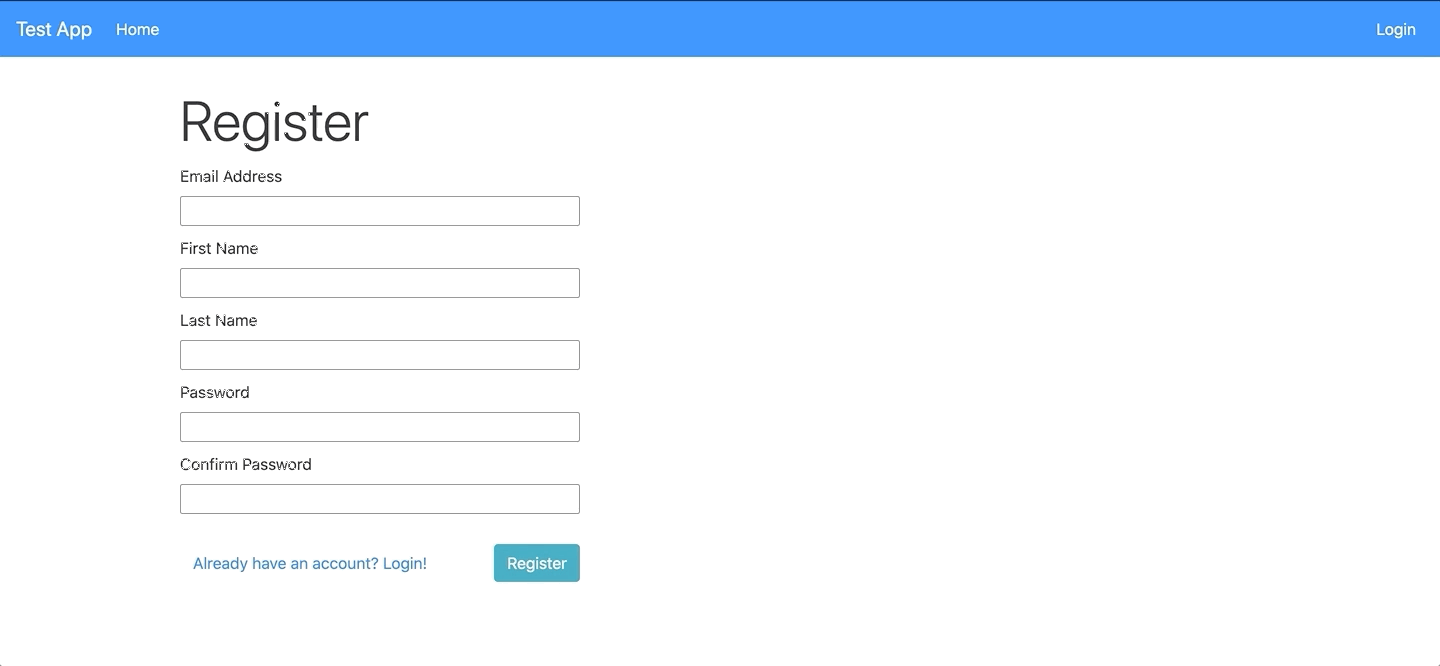 Test App Home Login
Register
Email Address
First Name
Last Name
Password
Confirm Password
Already have an account? Login! Register